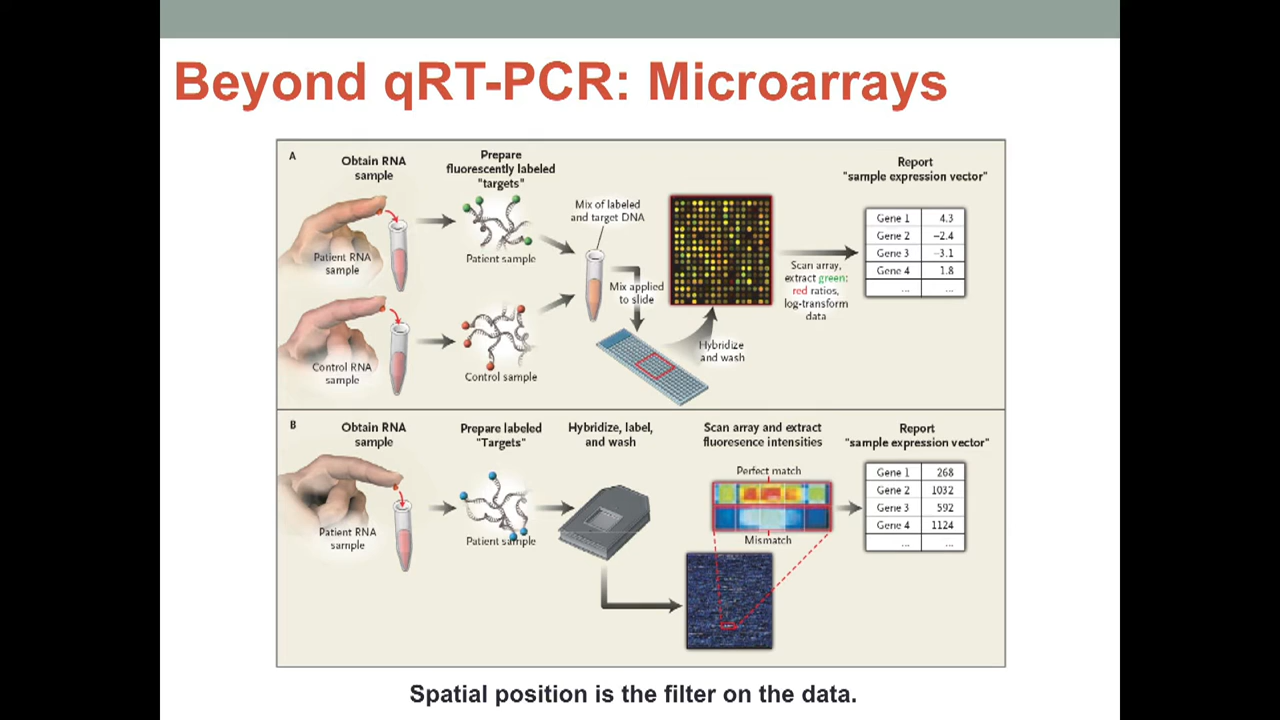 Beyond qRT-PCR: Microarrays
A
Obtain RNA
sample
Prepare
fluorescently labeled
"targets"
Report
"sample expression vector"
Mix of labeled
and target DNA
Patient RNA
sample
Patient sample
Mix applied
to slide
Scan array,
extract green:
red ratios,
log-transform
data
Gene 1 4.3
Gene 2 −2.4
Gene 3 −3.1
Gene 4 1.8
... ...
Control RNA
sample
Control sample
Hybridize
and wash
B
Obtain RNA
sample
Prepare labeled
"Targets"
Hybridize, label,
and wash
Scan array and extract
fluoresence intensities
Report
"sample expression vector"
Perfect match
Mismatch
Patient RNA
sample
Patient sample
Gene 1 268
Gene 2 1032
Gene 3 592
Gene 4 1124
... ...
Spatial position is the filter on the data.